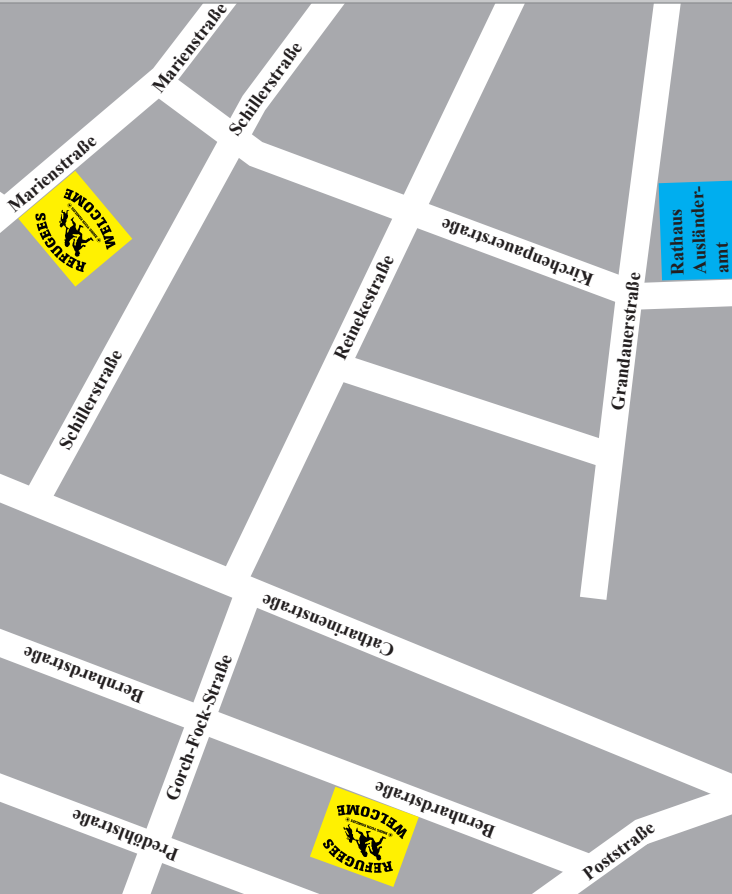 Marienstraße
Schillerstraße
Marienstraße
REFUGEES
WELCOME
Rathaus
Ausländer-
amt
Kirchenpauerstraße
Reinekestraße
Grandauerstraße
Schillerstraße
Catharinenstraße
Bernhardstraße
Gorch-Fock-Straße
Bernhardstraße
REFUGEES
WELCOME
Predöhlstraße
Poststraße